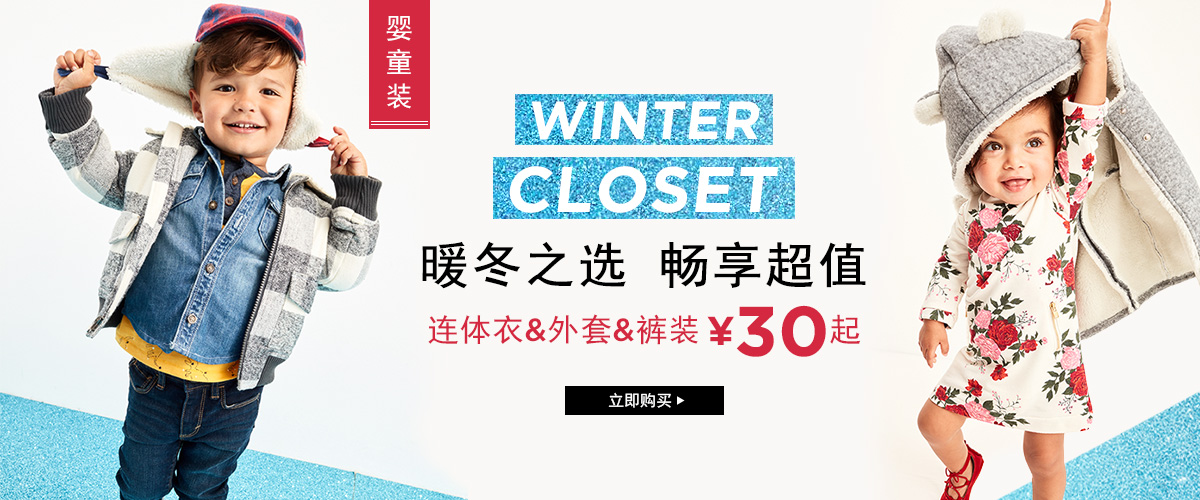 婴童装
WINTER
CLOSET
暖冬之选 畅享超值
连体衣&外套&裤装 ¥30起
立即购买